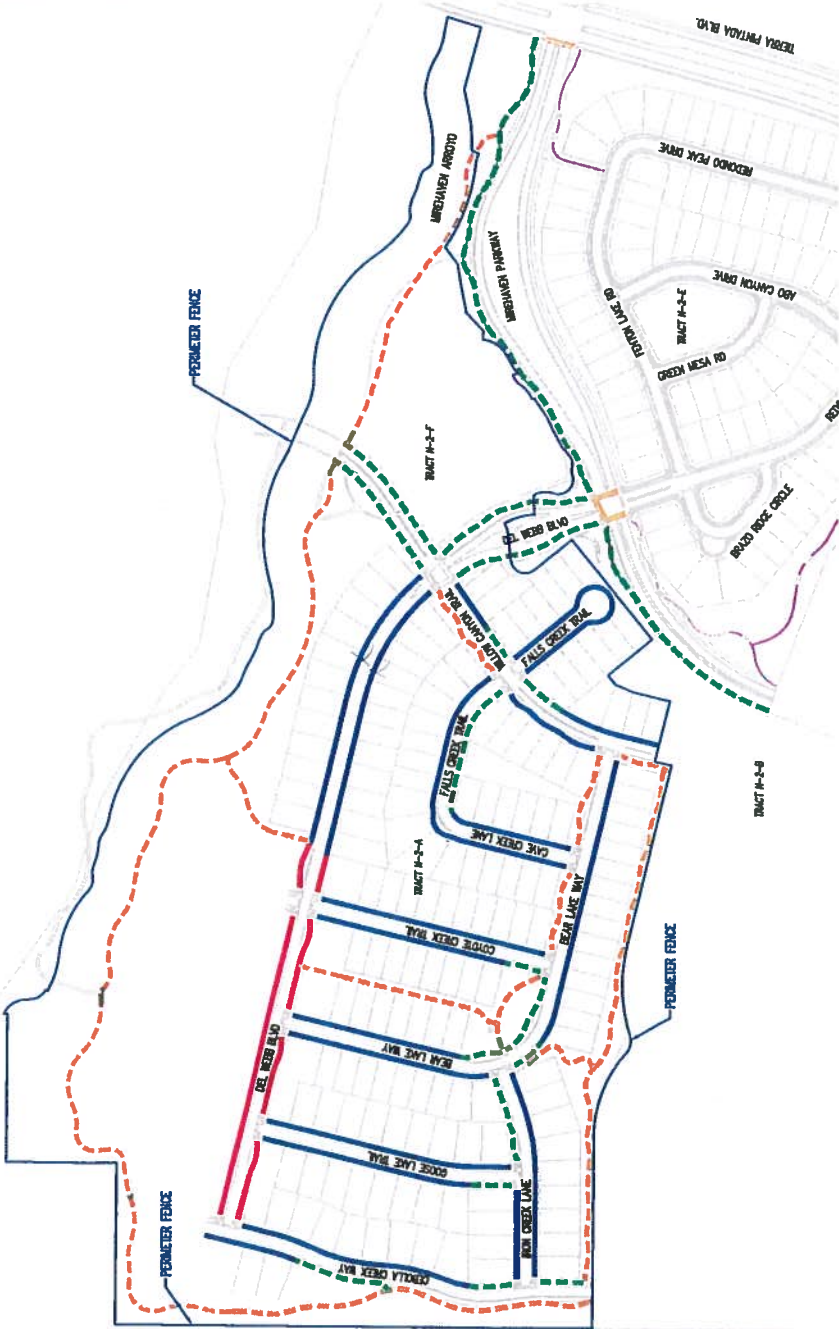 TIERRA PINTADA BLVD.
MIREHAVEN ARROYO
REDONDO PEAK DRIVE
MIREHAVEN PARKWAY
ABO CANYON DRIVE
PERIMETER FENCE
FENTON LAKE RD
TRACT M-2-E
GREEN MESA RD
TRACT M-2-F
BRAZO RIDGE CIRCLE
DEL WEBB BLVD
WILLOW CANYON TRAIL
FALLS CREEK TRAIL
FALLS CREEK TRAIL
TRACT M-2-B
CAVE CREEK LANE
TRACT M-2-A
BEAR LAKE WAY
COYOTE CREEK TRAIL
PERIMETER FENCE
DEL WEBB BLVD
BEAR LAKE WAY
GOOSE LAKE TRAIL
IRON CREEK LANE
PERIMETER FENCE
CEBOLLA CREEK WAY